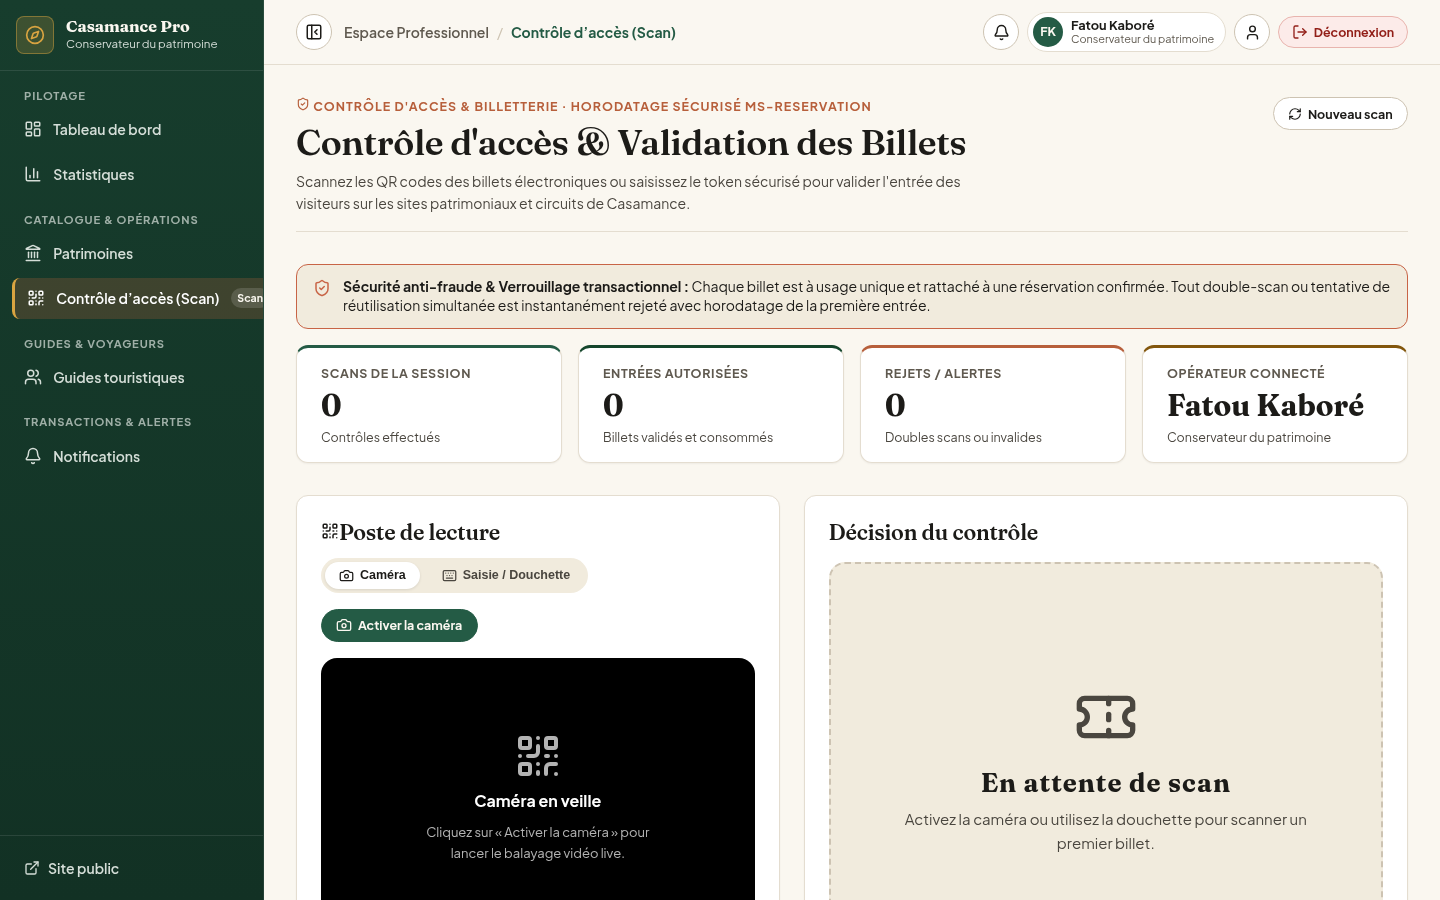 Casamance Pro
Conservateur du patrimoine
PILOTAGE
Tableau de bord
Statistiques
CATALOGUE & OPÉRATIONS
Patrimoines
Contrôle d’accès (Scan)
Scan
GUIDES & VOYAGEURS
Guides touristiques
TRANSACTIONS & ALERTES
Notifications
Site public
Espace Professionnel / Contrôle d’accès (Scan)
FK
Fatou Kaboré
Conservateur du patrimoine
Déconnexion
CONTRÔLE D'ACCÈS & BILLETTERIE · HORODATAGE SÉCURISÉ MS-RESERVATION
Contrôle d'accès & Validation des Billets
Scannez les QR codes des billets électroniques ou saisissez le token sécurisé pour valider l'entrée des
visiteurs sur les sites patrimoniaux et circuits de Casamance.
Nouveau scan
Sécurité anti-fraude & Verrouillage transactionnel : Chaque billet est à usage unique et rattaché à une réservation confirmée. Tout double-scan ou tentative de
réutilisation simultanée est instantanément rejeté avec horodatage de la première entrée.
SCANS DE LA SESSION
0
Contrôles effectués
ENTRÉES AUTORISÉES
0
Billets validés et consommés
REJETS / ALERTES
0
Doubles scans ou invalides
OPÉRATEUR CONNECTÉ
Fatou Kaboré
Conservateur du patrimoine
Poste de lecture
Caméra
Saisie / Douchette
Activer la caméra
Caméra en veille
Cliquez sur « Activer la caméra » pour
lancer le balayage vidéo live.
Décision du contrôle
En attente de scan
Activez la caméra ou utilisez la douchette pour scanner un
premier billet.